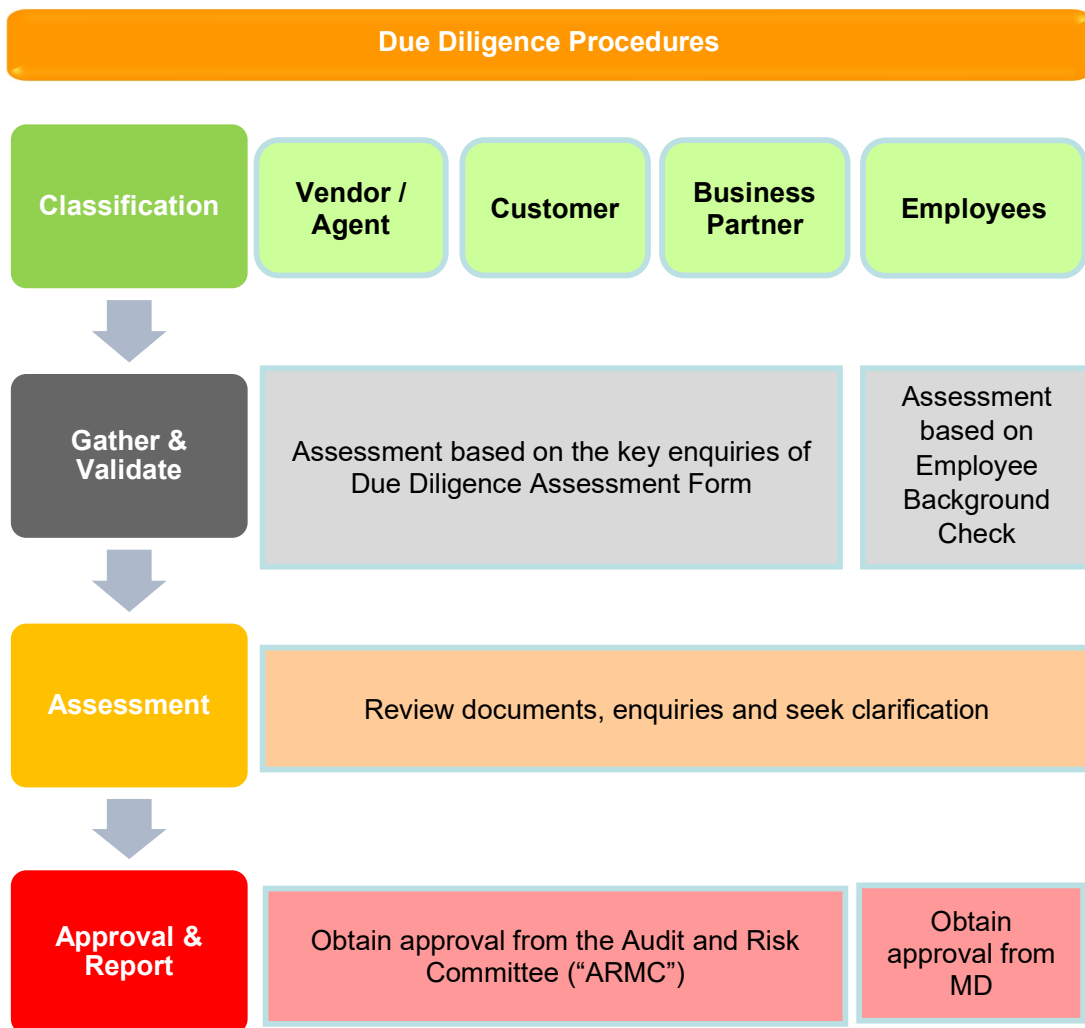 Due Diligence Procedures
Classification
Vendor /
Agent
Customer
Business
Partner
Employees
Gather &
Validate
Assessment based on the key enquiries of
Due Diligence Assessment Form
Assessment
based on
Employee
Background
Check
Assessment
Review documents, enquiries and seek clarification
Approval &
Report
Obtain approval from the Audit and Risk
Committee (“ARMC”)
Obtain
approval from
MD